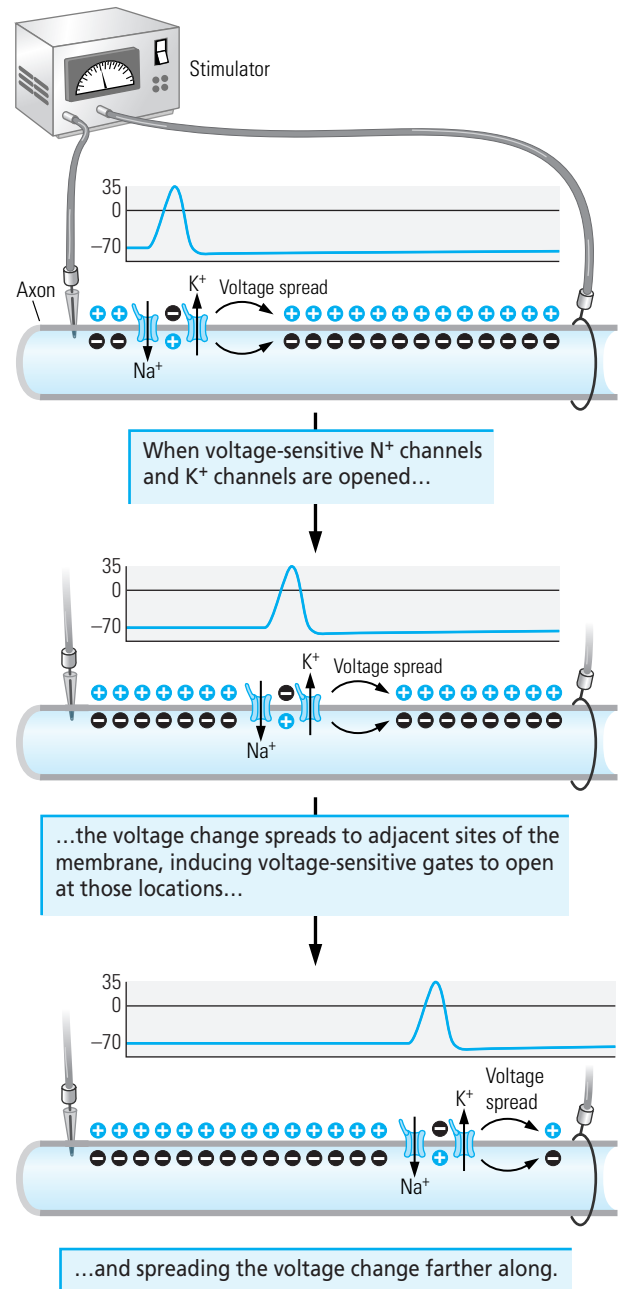 Stimulator
35
0
–70
K+
Voltage spread
Axon
Na+
When voltage-sensitive N+ channels
and K+ channels are opened…
35
0
–70
K+
Voltage spread
Na+
…the voltage change spreads to adjacent sites of the
membrane, inducing voltage-sensitive gates to open
at those locations…
35
0
–70
Voltage
spread
K+
Na+
…and spreading the voltage change farther along.